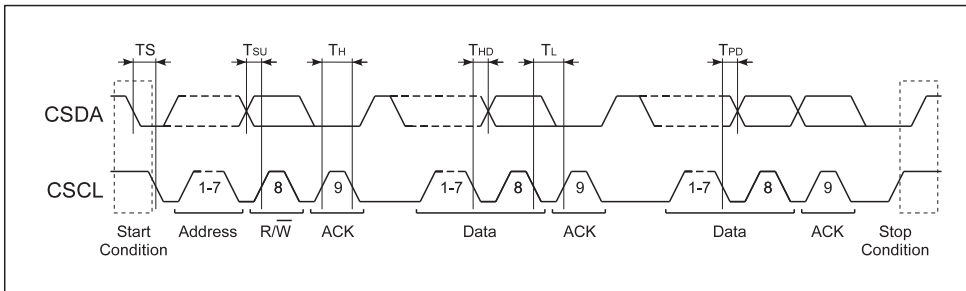 TS TSU TH THD TL TPD
CSDA
CSCL 1-7 8 9 1-7 8 9 1-7 8 9
Start Condition Address R/W̅ ACK Data ACK Data ACK Stop Condition